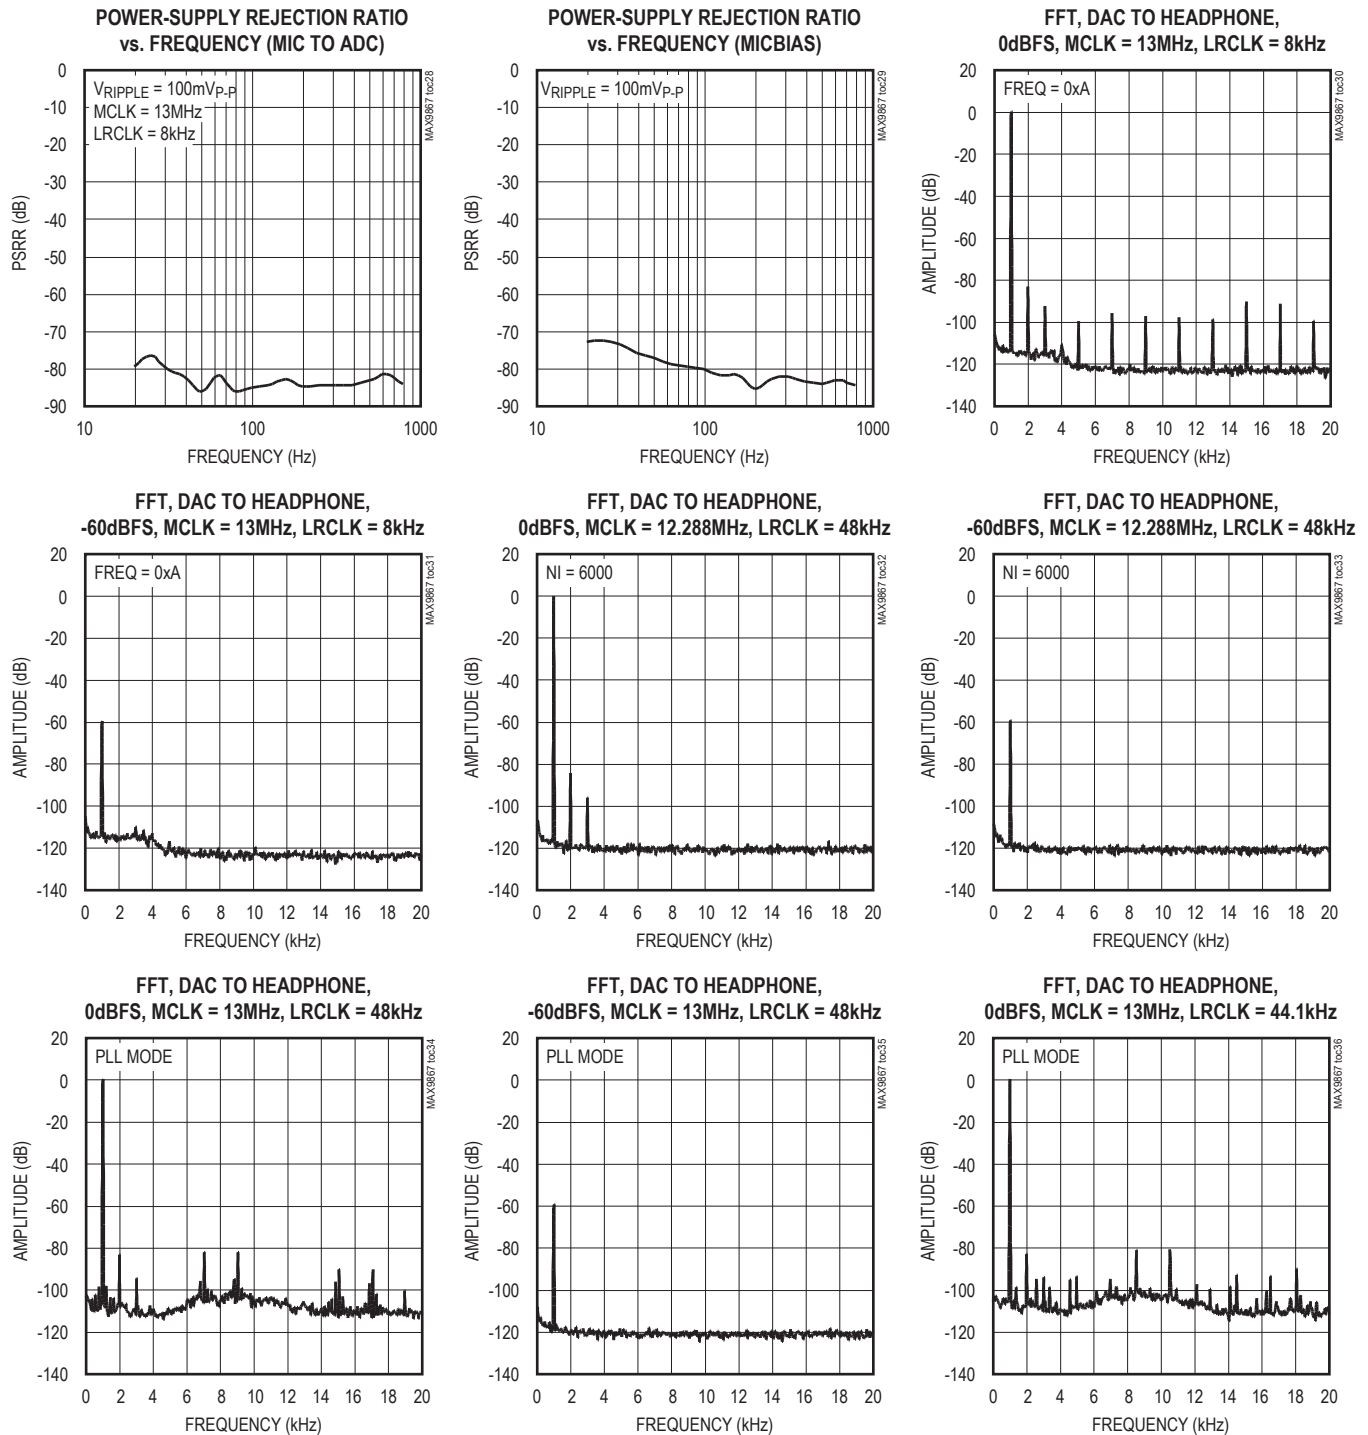 POWER-SUPPLY REJECTION RATIO
vs. FREQUENCY (MIC TO ADC)
VRIPPLE = 100mVP-P
MCLK = 13MHz
LRCLK = 8kHz
MAX9867 toc28
PSRR (dB)
0
-10
-20
-30
-40
-50
-60
-70
-80
-90
10
100
1000
FREQUENCY (Hz)
POWER-SUPPLY REJECTION RATIO
vs. FREQUENCY (MICBIAS)
VRIPPLE = 100mVP-P
MAX9867 toc29
PSRR (dB)
0
-10
-20
-30
-40
-50
-60
-70
-80
-90
10
100
1000
FREQUENCY (Hz)
FFT, DAC TO HEADPHONE,
0dBFS, MCLK = 13MHz, LRCLK = 8kHz
FREQ = 0xA
MAX9867 toc30
AMPLITUDE (dB)
20
0
-20
-40
-60
-80
-100
-120
-140
0 2 4 6 8 10 12 14 16 18 20
FREQUENCY (kHz)
FFT, DAC TO HEADPHONE,
-60dBFS, MCLK = 13MHz, LRCLK = 8kHz
FREQ = 0xA
MAX9867 toc31
AMPLITUDE (dB)
20
0
-20
-40
-60
-80
-100
-120
-140
0 2 4 6 8 10 12 14 16 18 20
FREQUENCY (kHz)
FFT, DAC TO HEADPHONE,
0dBFS, MCLK = 12.288MHz, LRCLK = 48kHz
NI = 6000
MAX9867 toc32
AMPLITUDE (dB)
20
0
-20
-40
-60
-80
-100
-120
-140
0 2 4 6 8 10 12 14 16 18 20
FREQUENCY (kHz)
FFT, DAC TO HEADPHONE,
-60dBFS, MCLK = 12.288MHz, LRCLK = 48kHz
NI = 6000
MAX9867 toc33
AMPLITUDE (dB)
20
0
-20
-40
-60
-80
-100
-120
-140
0 2 4 6 8 10 12 14 16 18 20
FREQUENCY (kHz)
FFT, DAC TO HEADPHONE,
0dBFS, MCLK = 13MHz, LRCLK = 48kHz
PLL MODE
MAX9867 toc34
AMPLITUDE (dB)
20
0
-20
-40
-60
-80
-100
-120
-140
0 2 4 6 8 10 12 14 16 18 20
FREQUENCY (kHz)
FFT, DAC TO HEADPHONE,
-60dBFS, MCLK = 13MHz, LRCLK = 48kHz
PLL MODE
MAX9867 toc35
AMPLITUDE (dB)
20
0
-20
-40
-60
-80
-100
-120
-140
0 2 4 6 8 10 12 14 16 18 20
FREQUENCY (kHz)
FFT, DAC TO HEADPHONE,
0dBFS, MCLK = 13MHz, LRCLK = 44.1kHz
PLL MODE
MAX9867 toc36
AMPLITUDE (dB)
20
0
-20
-40
-60
-80
-100
-120
-140
0 2 4 6 8 10 12 14 16 18 20
FREQUENCY (kHz)